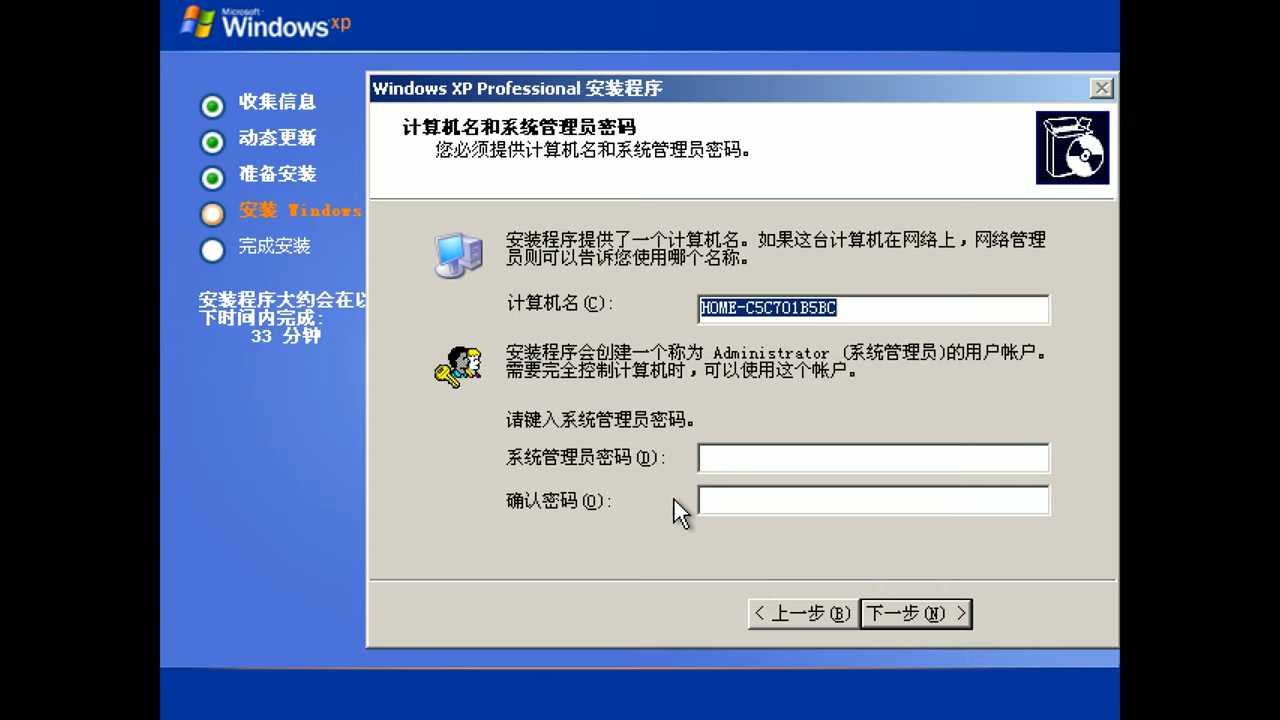 Microsoft
Windows xp
收集信息
动态更新
准备安装
安装 Windows
完成安装
安装程序大约会在以
下时间内完成:
33 分钟
Windows XP Professional 安装程序
计算机名和系统管理员密码
您必须提供计算机名和系统管理员密码。
安装程序提供了一个计算机名。如果这台计算机在网络上，网络管理
员则可以告诉您使用哪个名称。
计算机名(C):
HOME-C5C701B5BC
安装程序会创建一个称为 Administrator (系统管理员)的用户帐户。
需要完全控制计算机时，可以使用这个帐户。
请键入系统管理员密码。
系统管理员密码(D):
确认密码(O):
< 上一步(B)
下一步(N) >